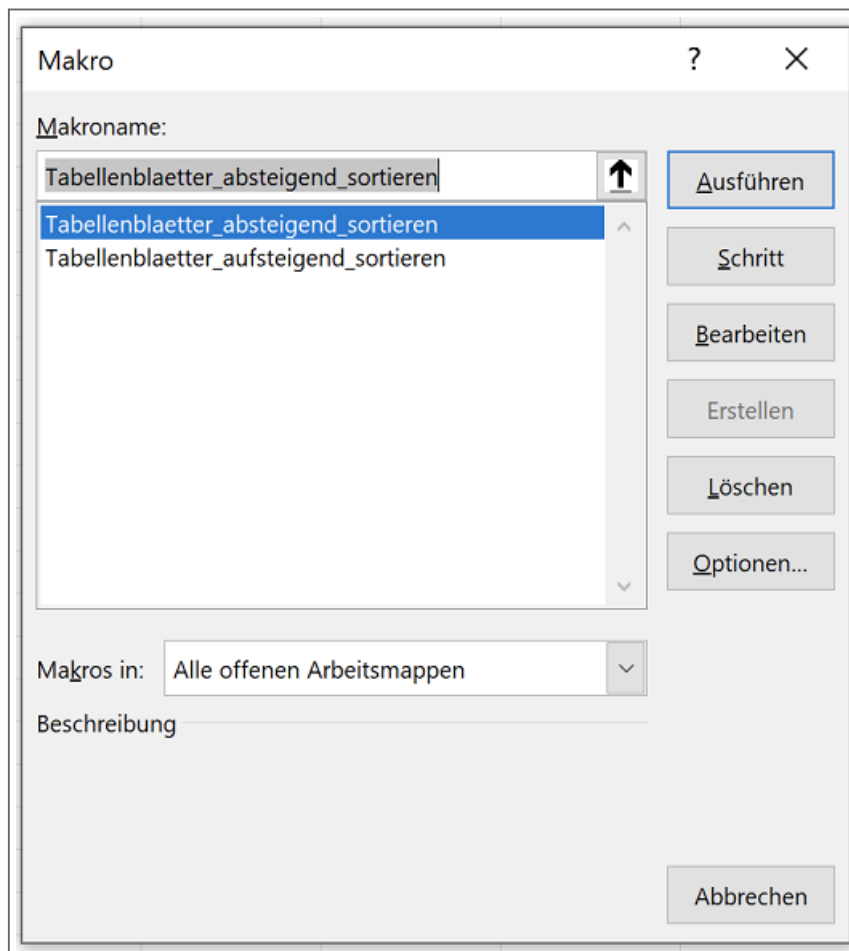 Makro
?
Makroname:
Tabellenblaetter_absteigend_sortieren
Tabellenblaetter_absteigend_sortieren
Tabellenblaetter_aufsteigend_sortieren
Ausführen
Schritt
Bearbeiten
Erstellen
Löschen
Optionen...
Makros in: Alle offenen Arbeitsmappen
Beschreibung
Abbrechen